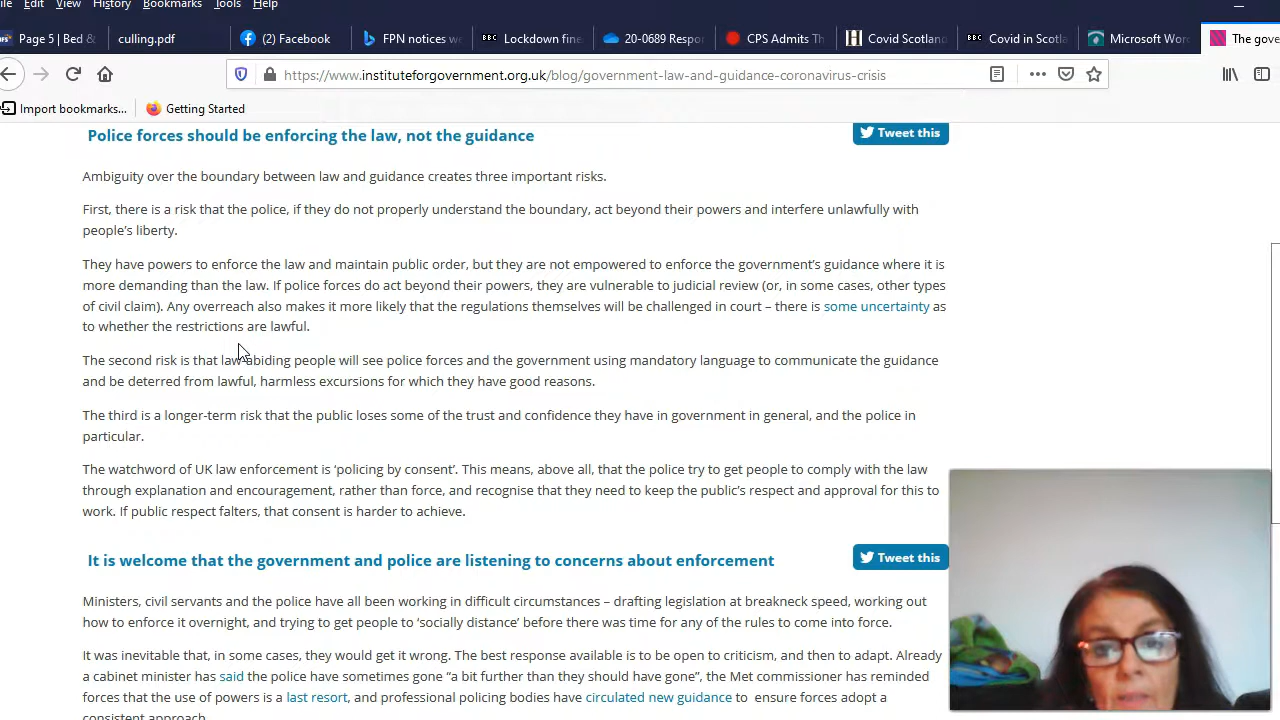 ile Edit View History Bookmarks Tools Help
Page 5 | Bed & culling.pdf (2) Facebook FPN notices w BBC Lockdown fine 20-0689 Respo CPS Admits Th H Covid Scotland BBC Covid in Scotla Microsoft Wor The gove
https://www.instituteforgovernment.org.uk/blog/government-law-and-guidance-coronavirus-crisis
Import bookmarks... Getting Started
Police forces should be enforcing the law, not the guidance Tweet this
Ambiguity over the boundary between law and guidance creates three important risks.
First, there is a risk that the police, if they do not properly understand the boundary, act beyond their powers and interfere unlawfully with
people's liberty.
They have powers to enforce the law and maintain public order, but they are not empowered to enforce the government's guidance where it is
more demanding than the law. If police forces do act beyond their powers, they are vulnerable to judicial review (or, in some cases, other types
of civil claim). Any overreach also makes it more likely that the regulations themselves will be challenged in court – there is some uncertainty as
to whether the restrictions are lawful.
The second risk is that law-abiding people will see police forces and the government using mandatory language to communicate the guidance
and be deterred from lawful, harmless excursions for which they have good reasons.
The third is a longer-term risk that the public loses some of the trust and confidence they have in government in general, and the police in
particular.
The watchword of UK law enforcement is 'policing by consent'. This means, above all, that the police try to get people to comply with the law
through explanation and encouragement, rather than force, and recognise that they need to keep the public's respect and approval for this to
work. If public respect falters, that consent is harder to achieve.
It is welcome that the government and police are listening to concerns about enforcement Tweet this
Ministers, civil servants and the police have all been working in difficult circumstances – drafting legislation at breakneck speed, working out
how to enforce it overnight, and trying to get people to 'socially distance' before there was time for any of the rules to come into force.
It was inevitable that, in some cases, they would get it wrong. The best response available is to be open to criticism, and then to adapt. Already
a cabinet minister has said the police have sometimes gone "a bit further than they should have gone", the Met commissioner has reminded
forces that the use of powers is a last resort, and professional policing bodies have circulated new guidance to ensure forces adopt a
consistent approach